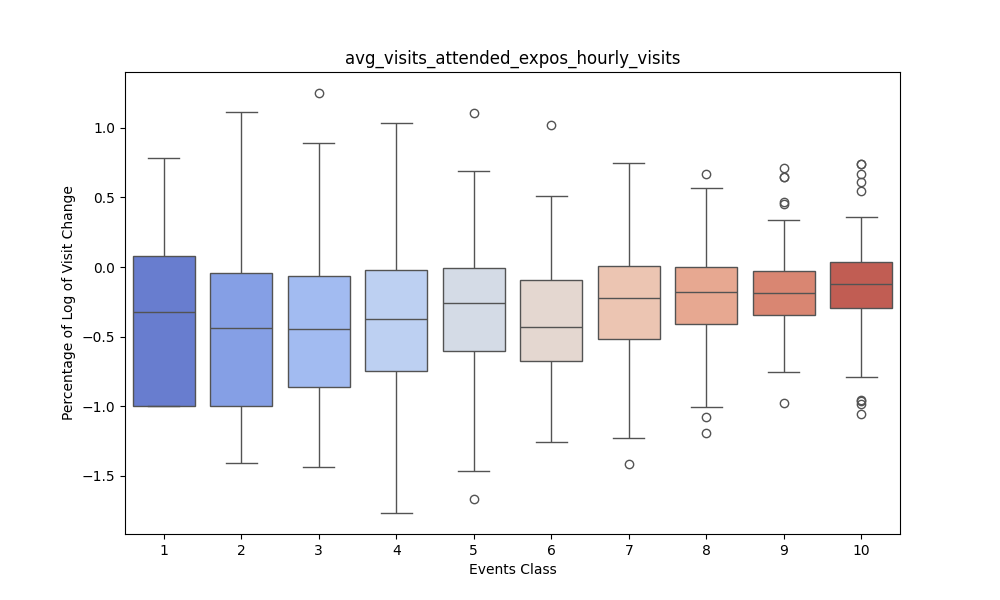 avg_visits_attended_expos_hourly_visits
Percentage of Log of Visit Change
1.0
0.5
0.0
−0.5
−1.0
−1.5
1 2 3 4 5 6 7 8 9 10
Events Class